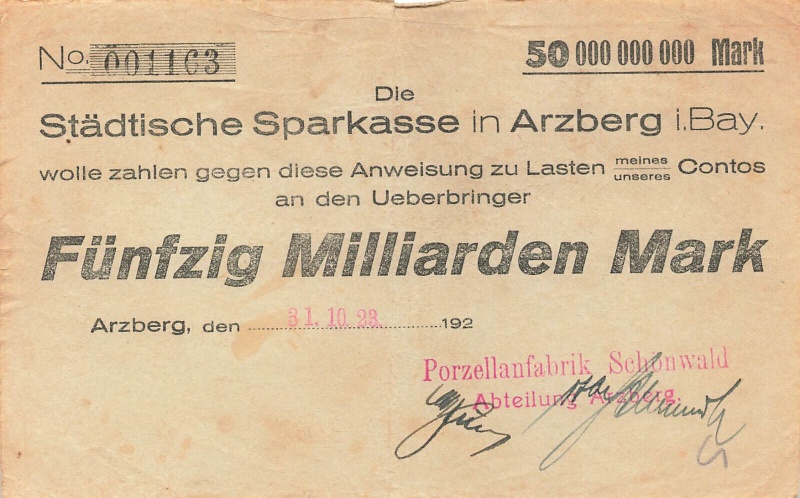 No. 001163
50 000 000 000 Mark
Die
Städtische Sparkasse in Arzberg i.Bay.
wolle zahlen gegen diese Anweisung zu Lasten meines unseres Contos
an den Ueberbringer
Fünfzig Milliarden Mark
Arzberg, den 31. 10. 23. 192
Porzellanfabrik Schönwald
Abteilung Arzberg.